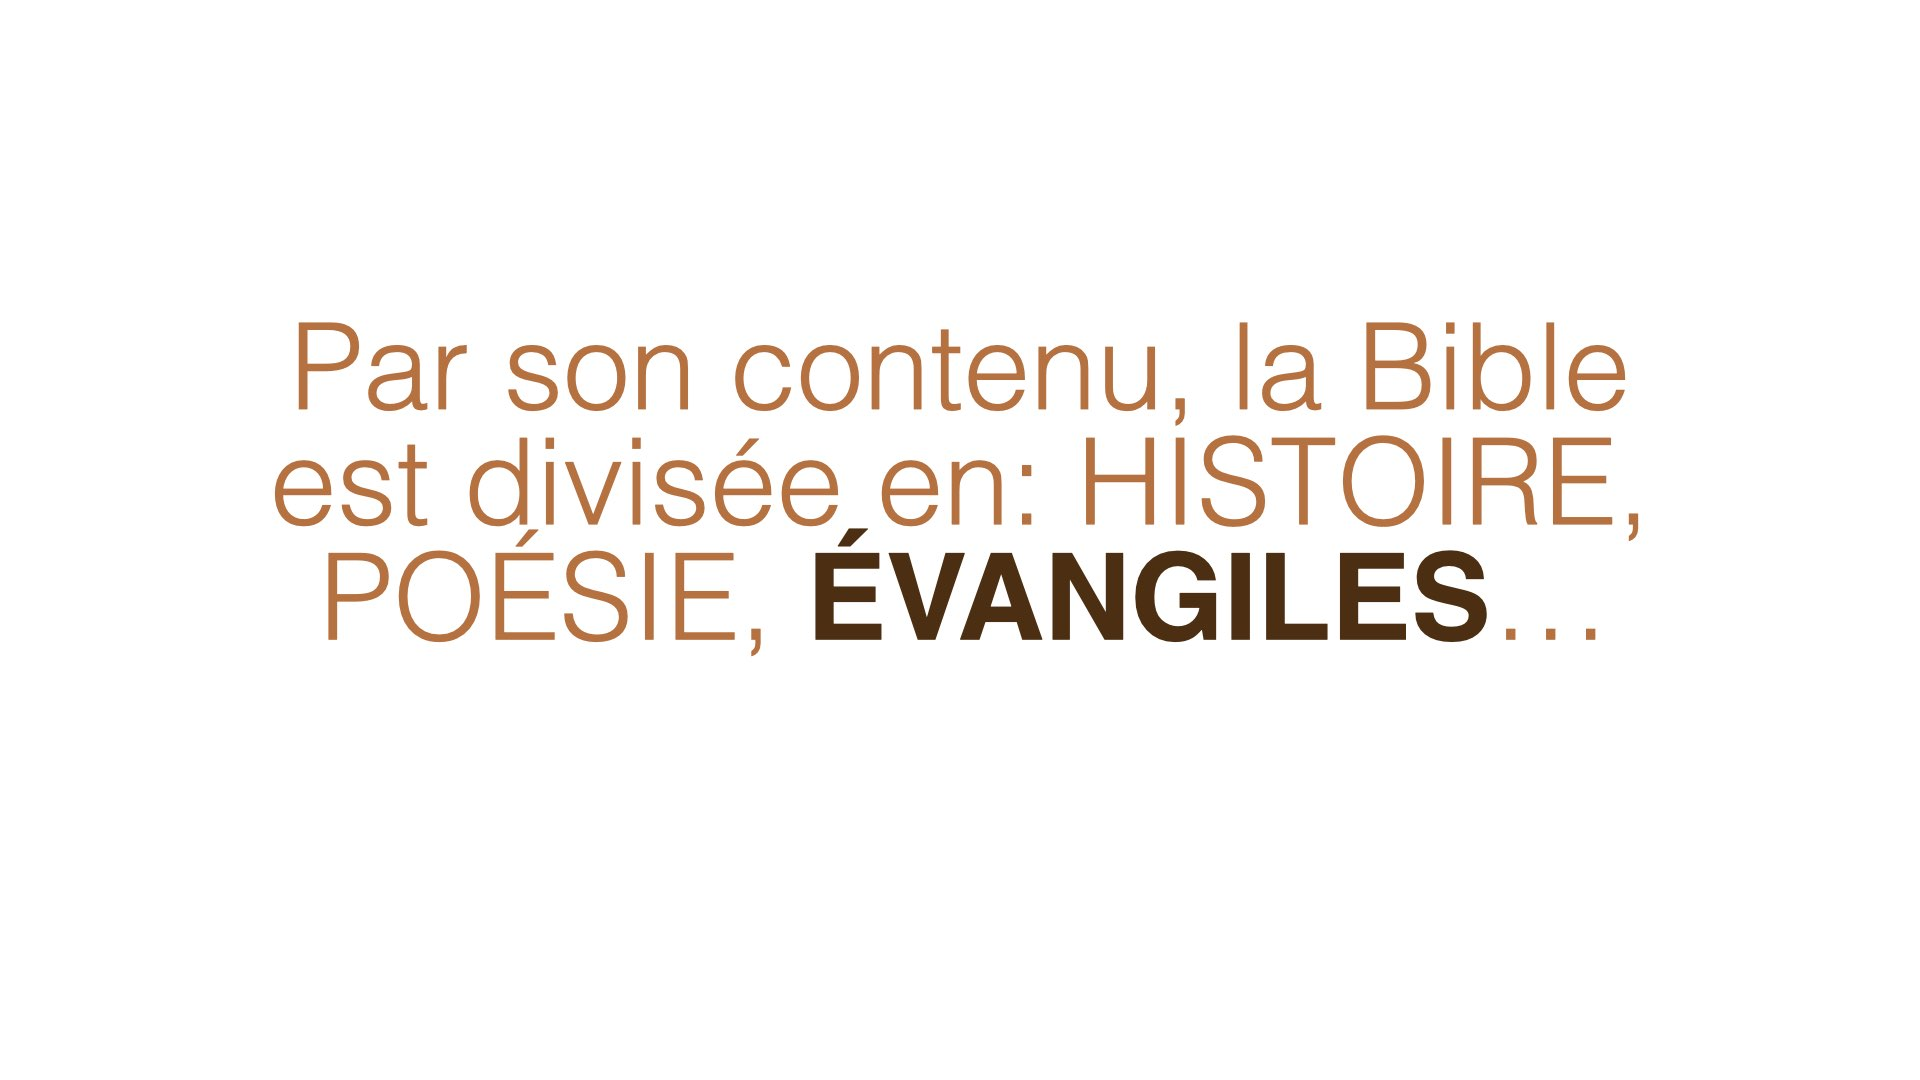 Par son contenu, la Bible
est divisée en: HISTOIRE,
POÉSIE, ÉVANGILES…